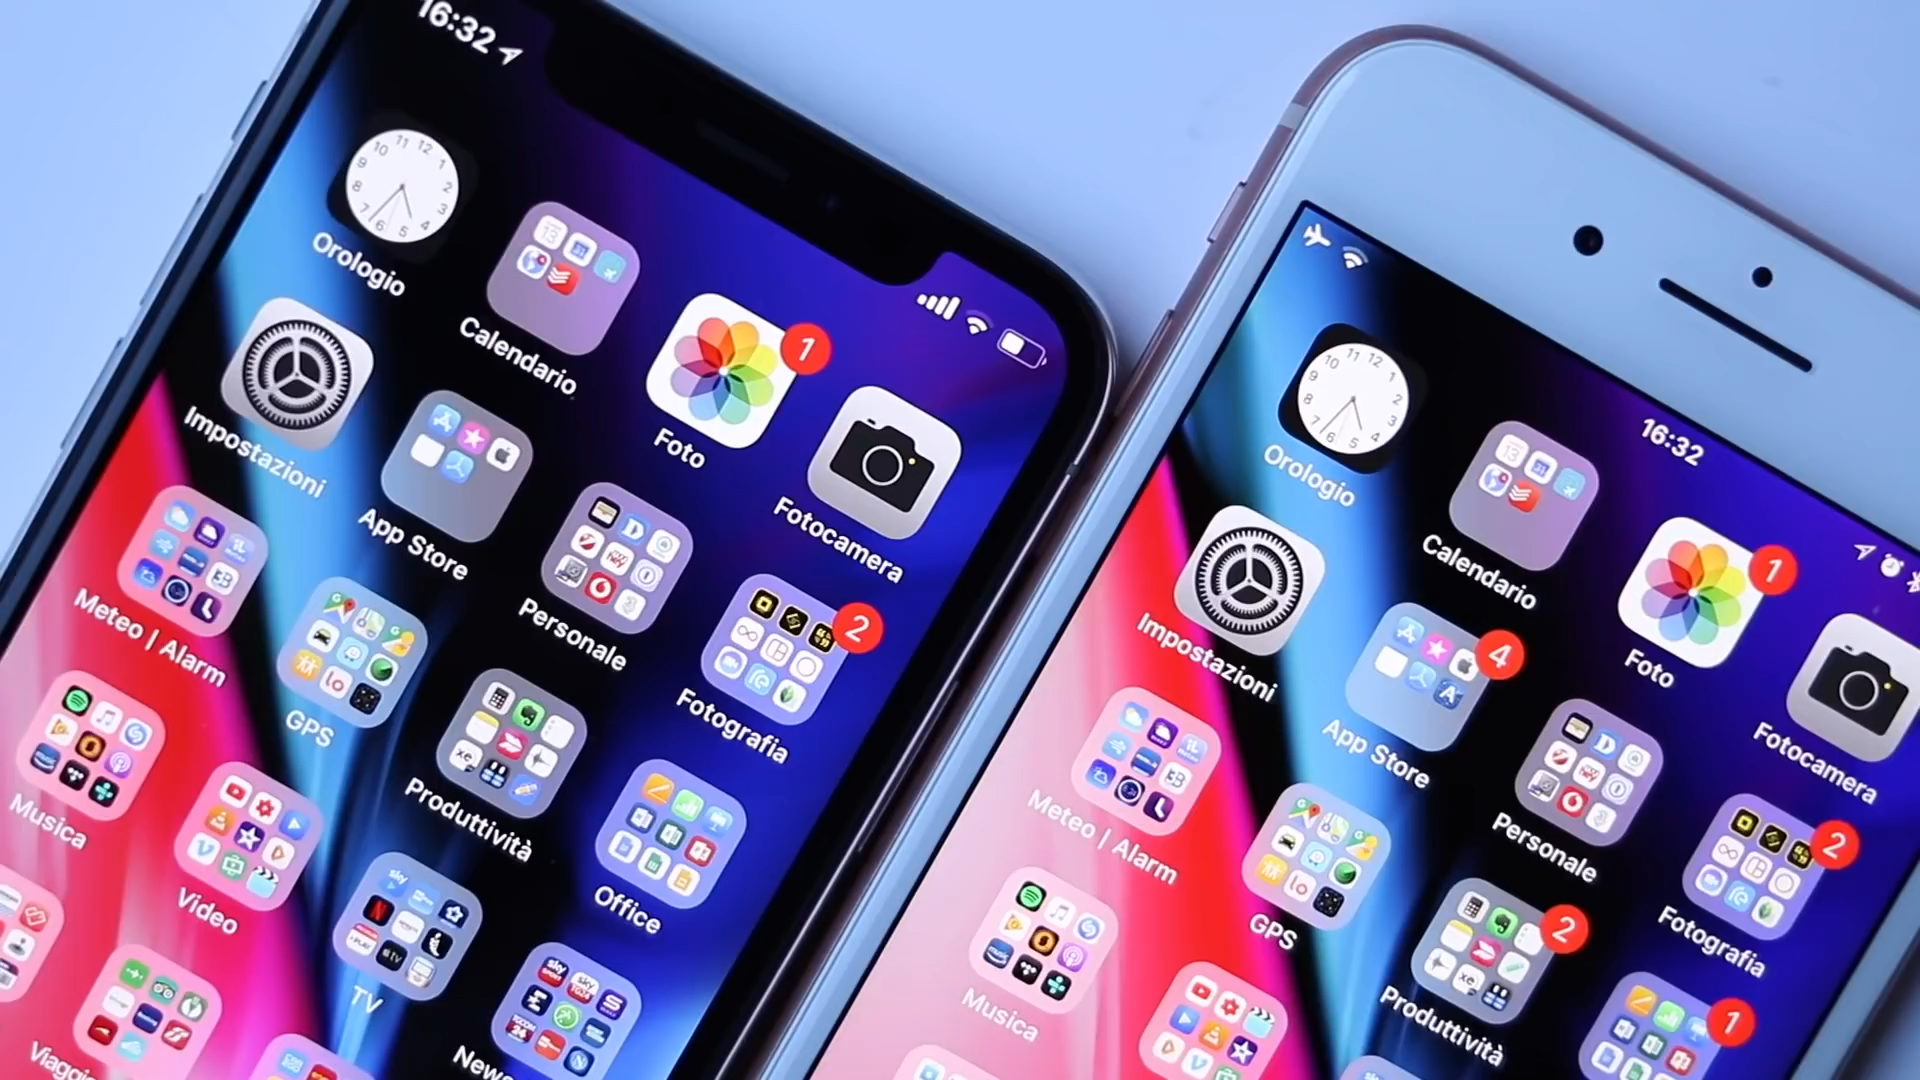 16:32
Orologio
Calendario
1
Foto
Fotocamera
Impostazioni
App Store
Personale
2
Fotografia
Meteo | Alarm
GPS
Produttività
Office
Musica
Video
TV
News
Viaggi
16:32
Orologio
Calendario
1
Foto
Fotocamera
Impostazioni
4
App Store
Personale
2
Fotografia
Meteo | Alarm
GPS
2
Produttività
1
Musica